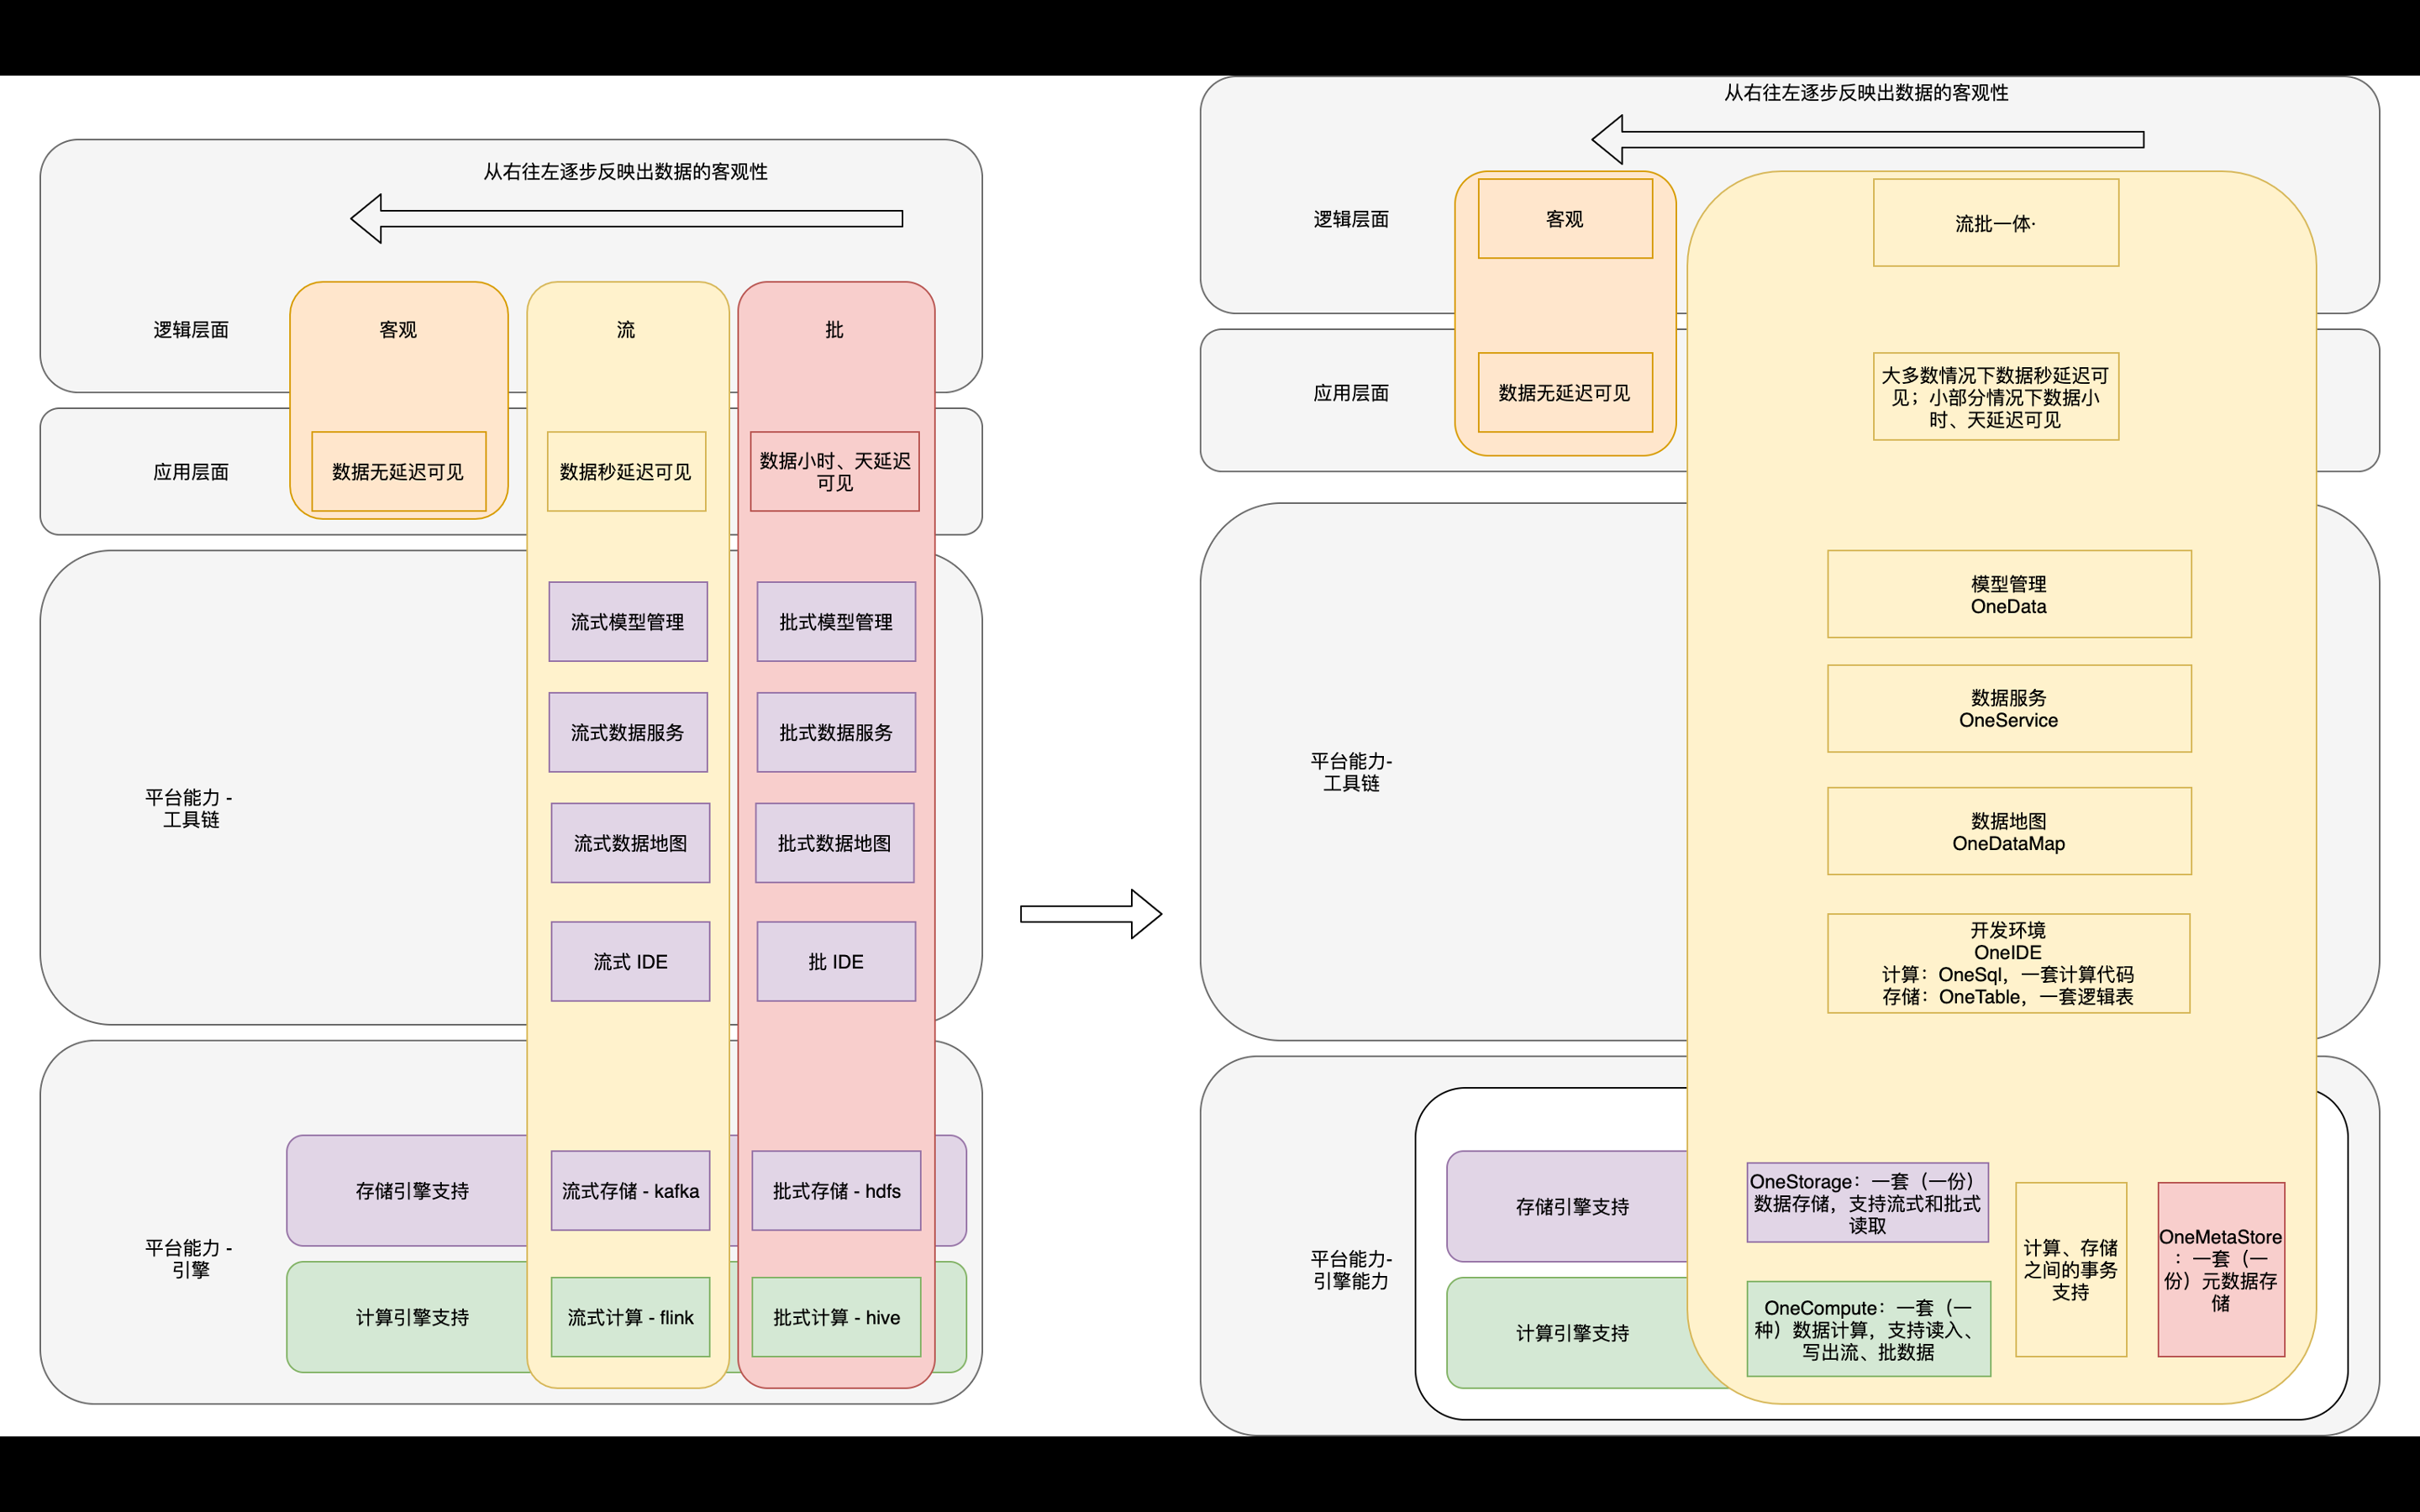 从右往左逐步反映出数据的客观性
逻辑层面
客观
流
批
应用层面
数据无延迟可见
数据秒延迟可见
数据小时、天延迟
可见
平台能力 -
工具链
流式模型管理
批式模型管理
流式数据服务
批式数据服务
流式数据地图
批式数据地图
流式 IDE
批 IDE
平台能力 -
引擎
存储引擎支持
流式存储 - kafka
批式存储 - hdfs
计算引擎支持
流式计算 - flink
批式计算 - hive
从右往左逐步反映出数据的客观性
逻辑层面
客观
流批一体·
应用层面
数据无延迟可见
大多数情况下数据秒延迟可
见；小部分情况下数据小
时、天延迟可见
平台能力-
工具链
模型管理
OneData
数据服务
OneService
数据地图
OneDataMap
开发环境
OneIDE
计算：OneSql，一套计算代码
存储：OneTable，一套逻辑表
平台能力-
引擎能力
存储引擎支持
OneStorage：一套（一份）
数据存储，支持流式和批式
读取
计算引擎支持
OneCompute：一套（一
种）数据计算，支持读入、
写出流、批数据
计算、存储
之间的事务
支持
OneMetaStore
：一套（一
份）元数据存
储